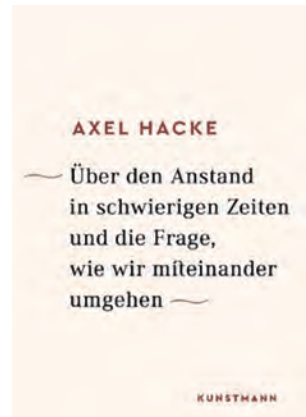 AXEL HACKE
Über den Anstand
in schwierigen Zeiten
und die Frage,
wie wir miteinander
umgehen
KUNSTMANN